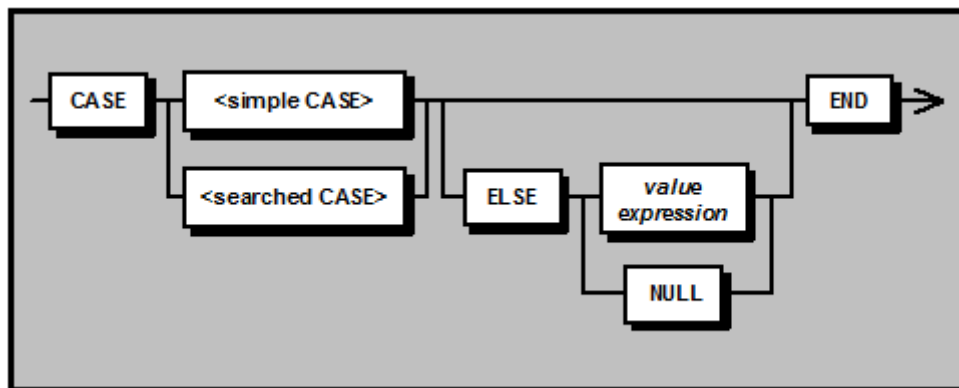 CASE <simple CASE> END
<searched CASE> ELSE value
expression
NULL